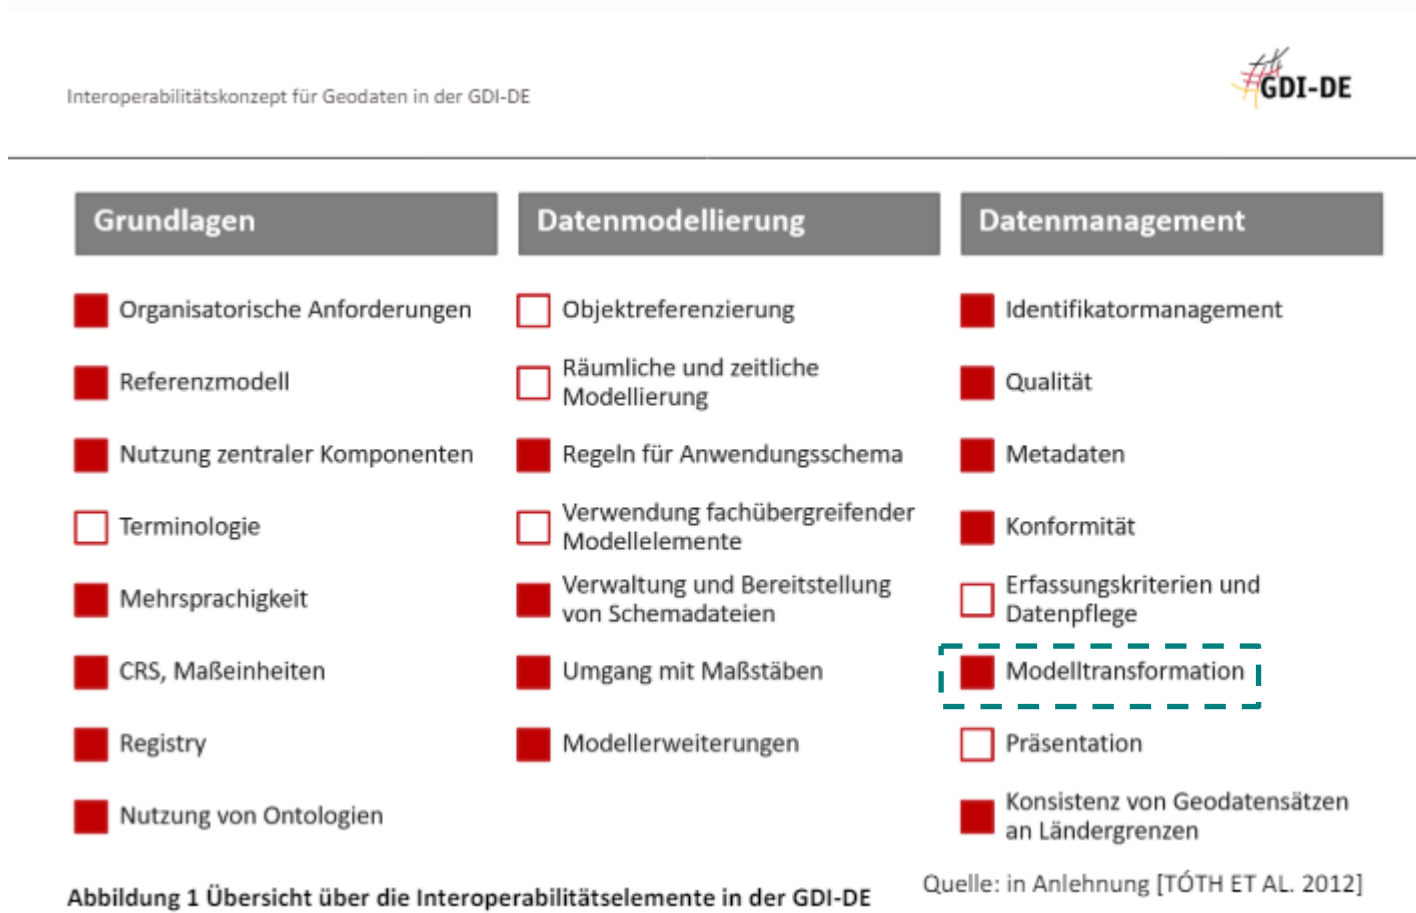 Interoperabilitätskonzept für Geodaten in der GDI-DE
GDI-DE
Grundlagen
Organisatorische Anforderungen
Referenzmodell
Nutzung zentraler Komponenten
Terminologie
Mehrsprachigkeit
CRS, Maßeinheiten
Registry
Nutzung von Ontologien
Datenmodellierung
Objektreferenzierung
Räumliche und zeitliche
Modellierung
Regeln für Anwendungsschema
Verwendung fachübergreifender
Modellelemente
Verwaltung und Bereitstellung
von Schemadateien
Umgang mit Maßstäben
Modellerweiterungen
Datenmanagement
Identifikatormanagement
Qualität
Metadaten
Konformität
Erfassungskriterien und
Datenpflege
Modelltransformation
Präsentation
Konsistenz von Geodatensätzen
an Ländergrenzen
Abbildung 1 Übersicht über die Interoperabilitätselemente in der GDI-DE
Quelle: in Anlehnung [TÓTH ET AL. 2012]